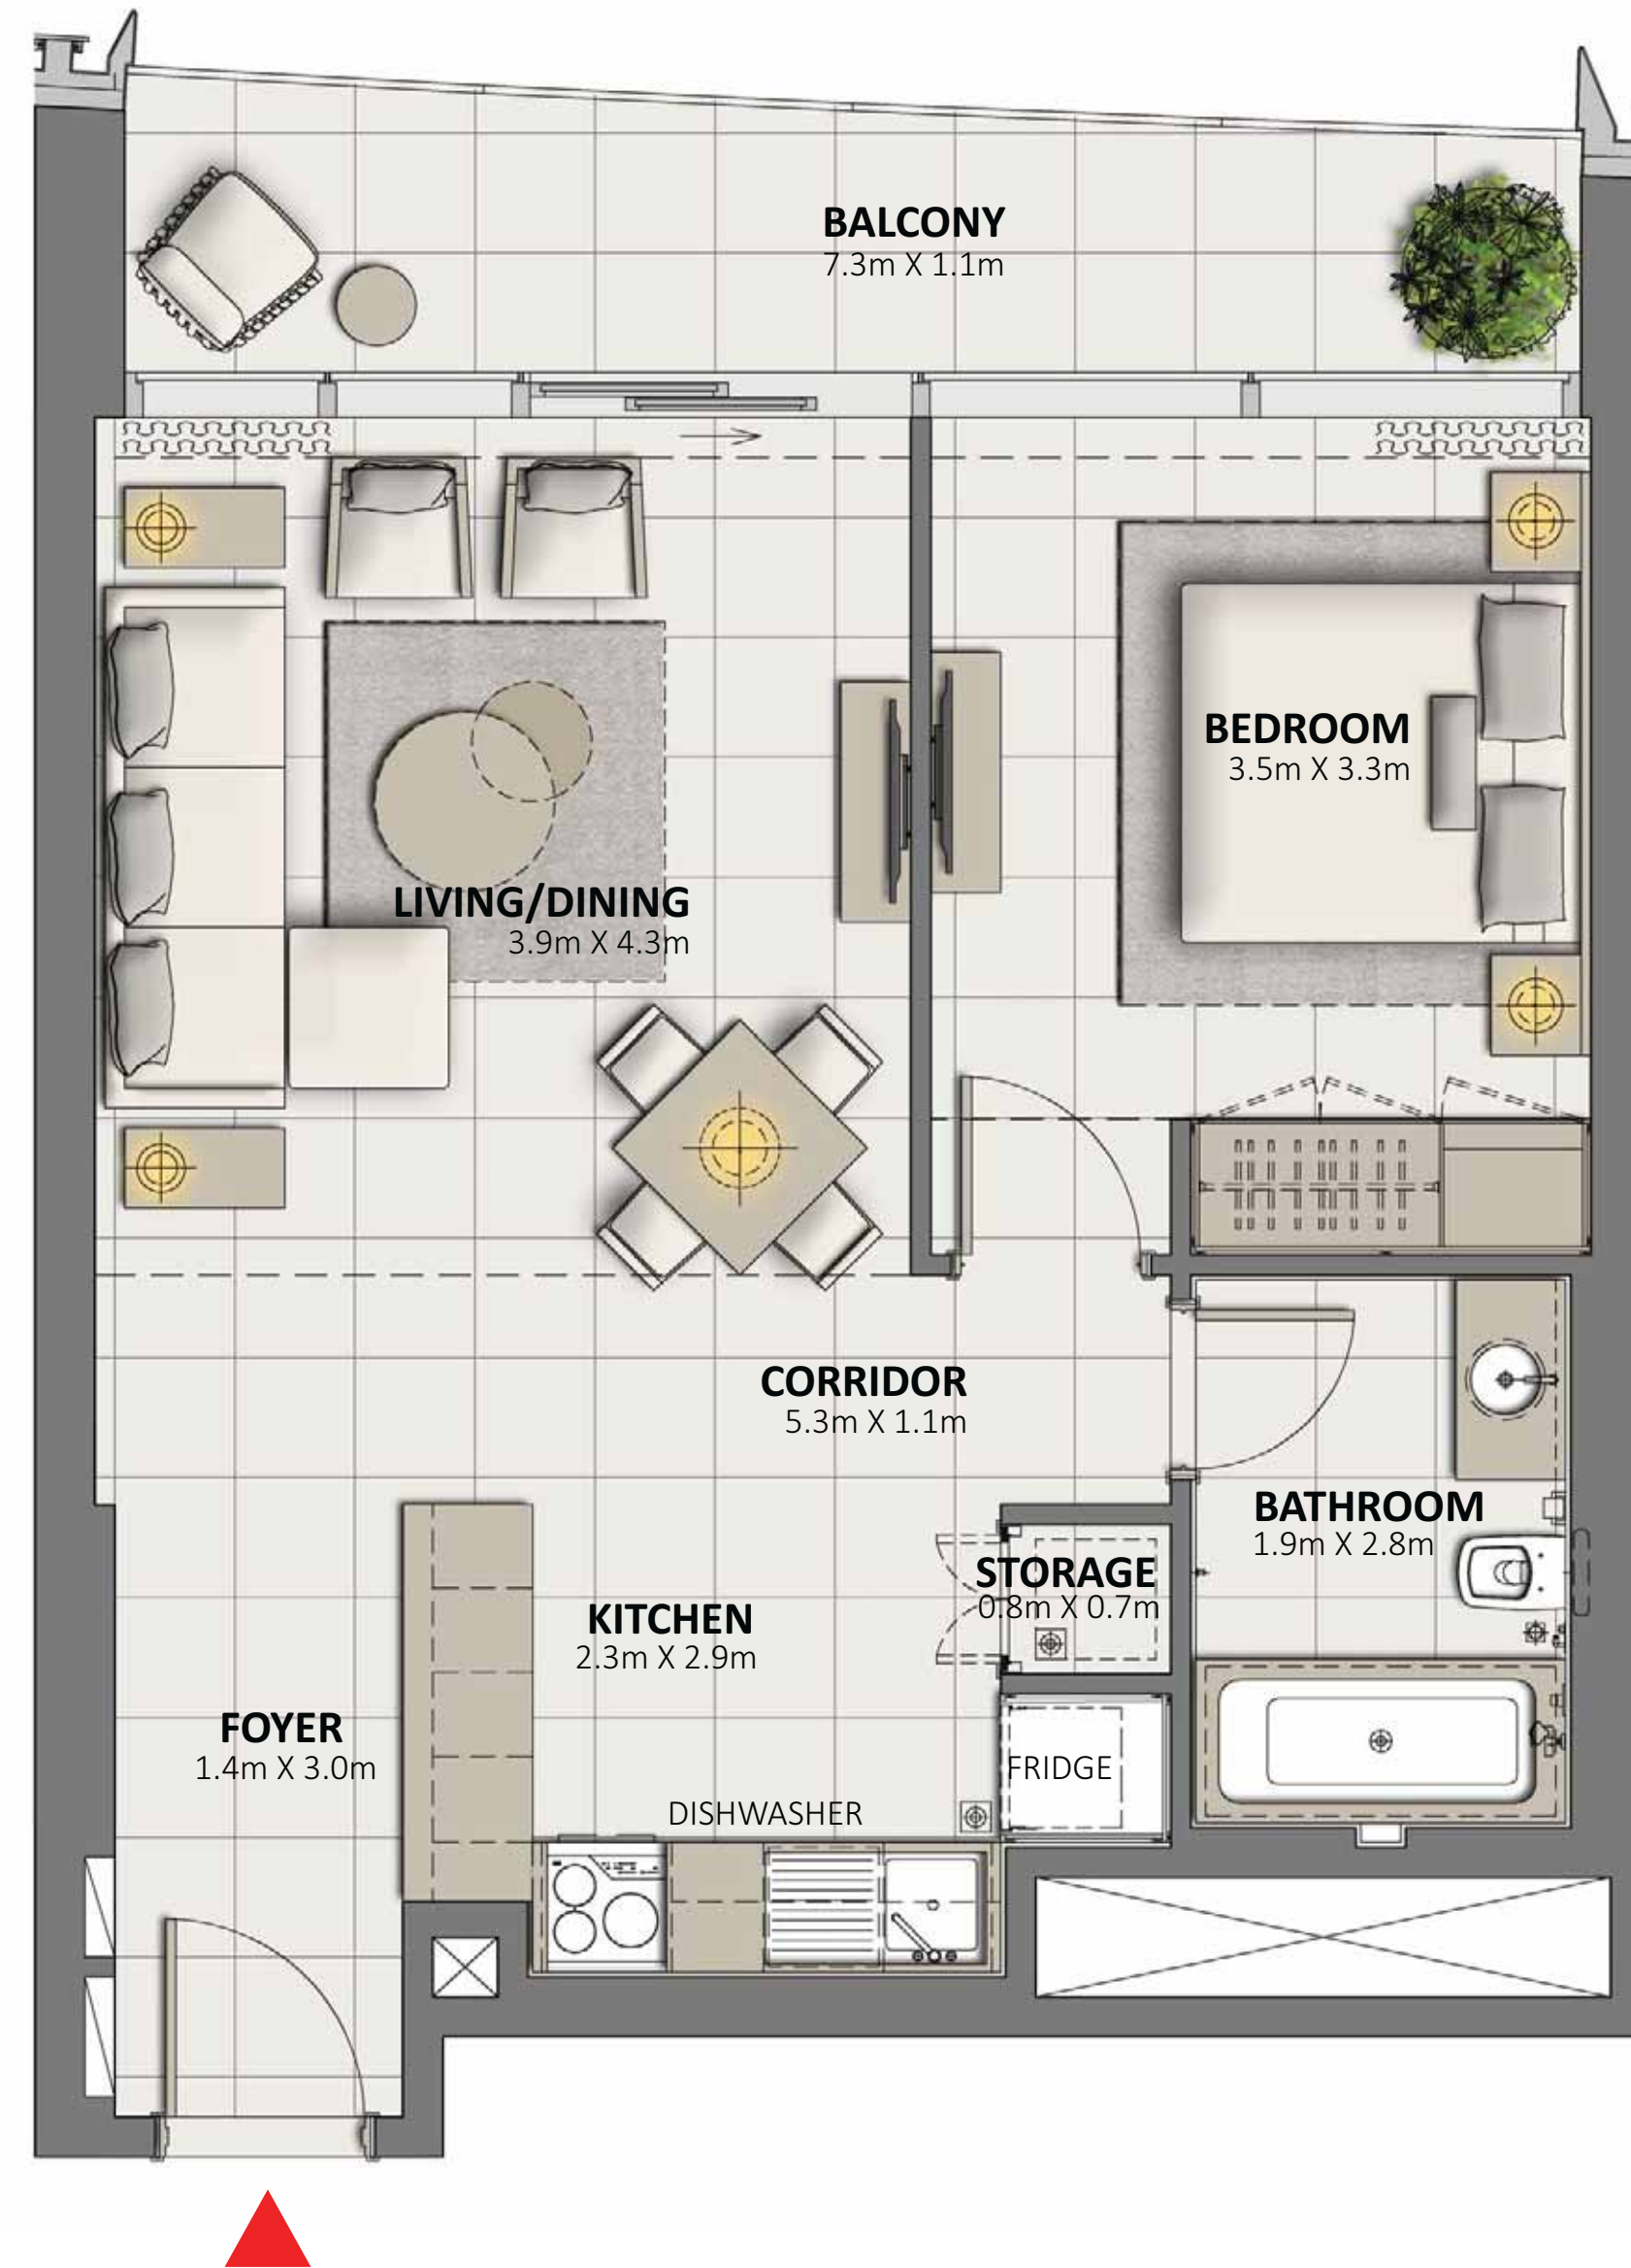 BALCONY
7.3m X 1.1m
BEDROOM
3.5m X 3.3m
LIVING/DINING
3.9m X 4.3m
CORRIDOR
5.3m X 1.1m
BATHROOM
1.9m X 2.8m
STORAGE
0.8m X 0.7m
KITCHEN
2.3m X 2.9m
FOYER
1.4m X 3.0m
FRIDGE
DISHWASHER